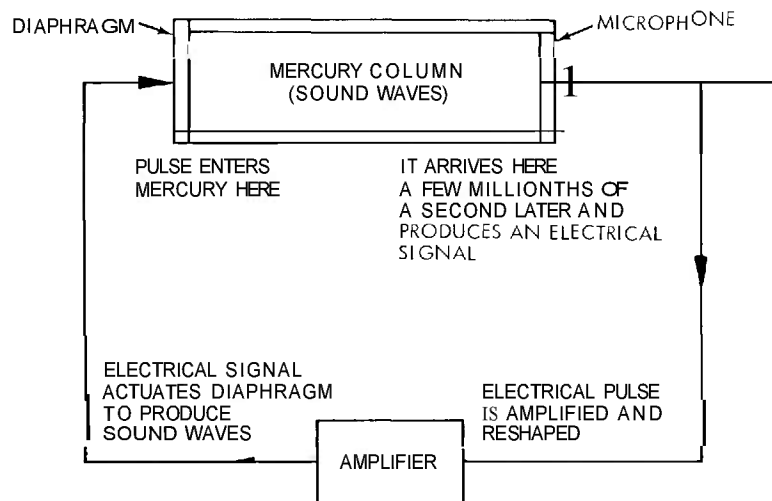 DIAPHRAGM
MICROPHONE
MERCURY COLUMN
(SOUND WAVES)
1
PULSE ENTERS
MERCURY HERE
IT ARRIVES HERE
A FEW MILLIONTHS OF
A SECOND LATER AND
PRODUCES AN ELECTRICAL
SIGNAL
ELECTRICAL SIGNAL
ACTUATES DIAPHRAGM
TO PRODUCE
SOUND WAVES
ELECTRICAL PULSE
IS AMPLIFIED AND
RESHAPED
AMPLIFIER